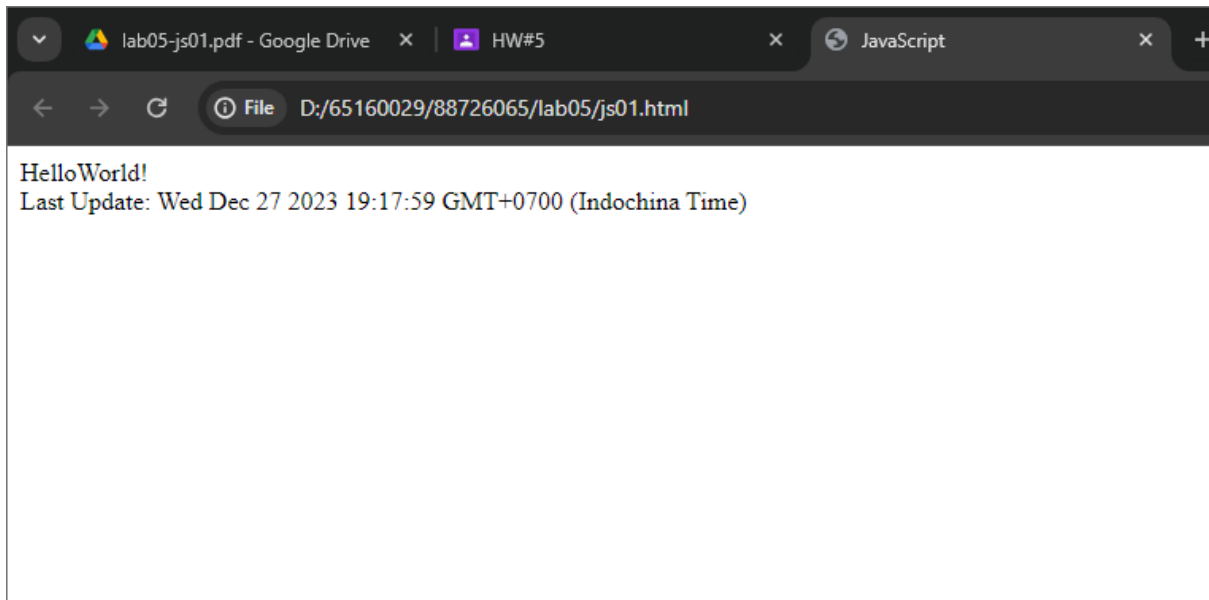 lab05-js01.pdf - Google Drive
HW#5
JavaScript
File D:/65160029/88726065/lab05/js01.html
HelloWorld!
Last Update: Wed Dec 27 2023 19:17:59 GMT+0700 (Indochina Time)